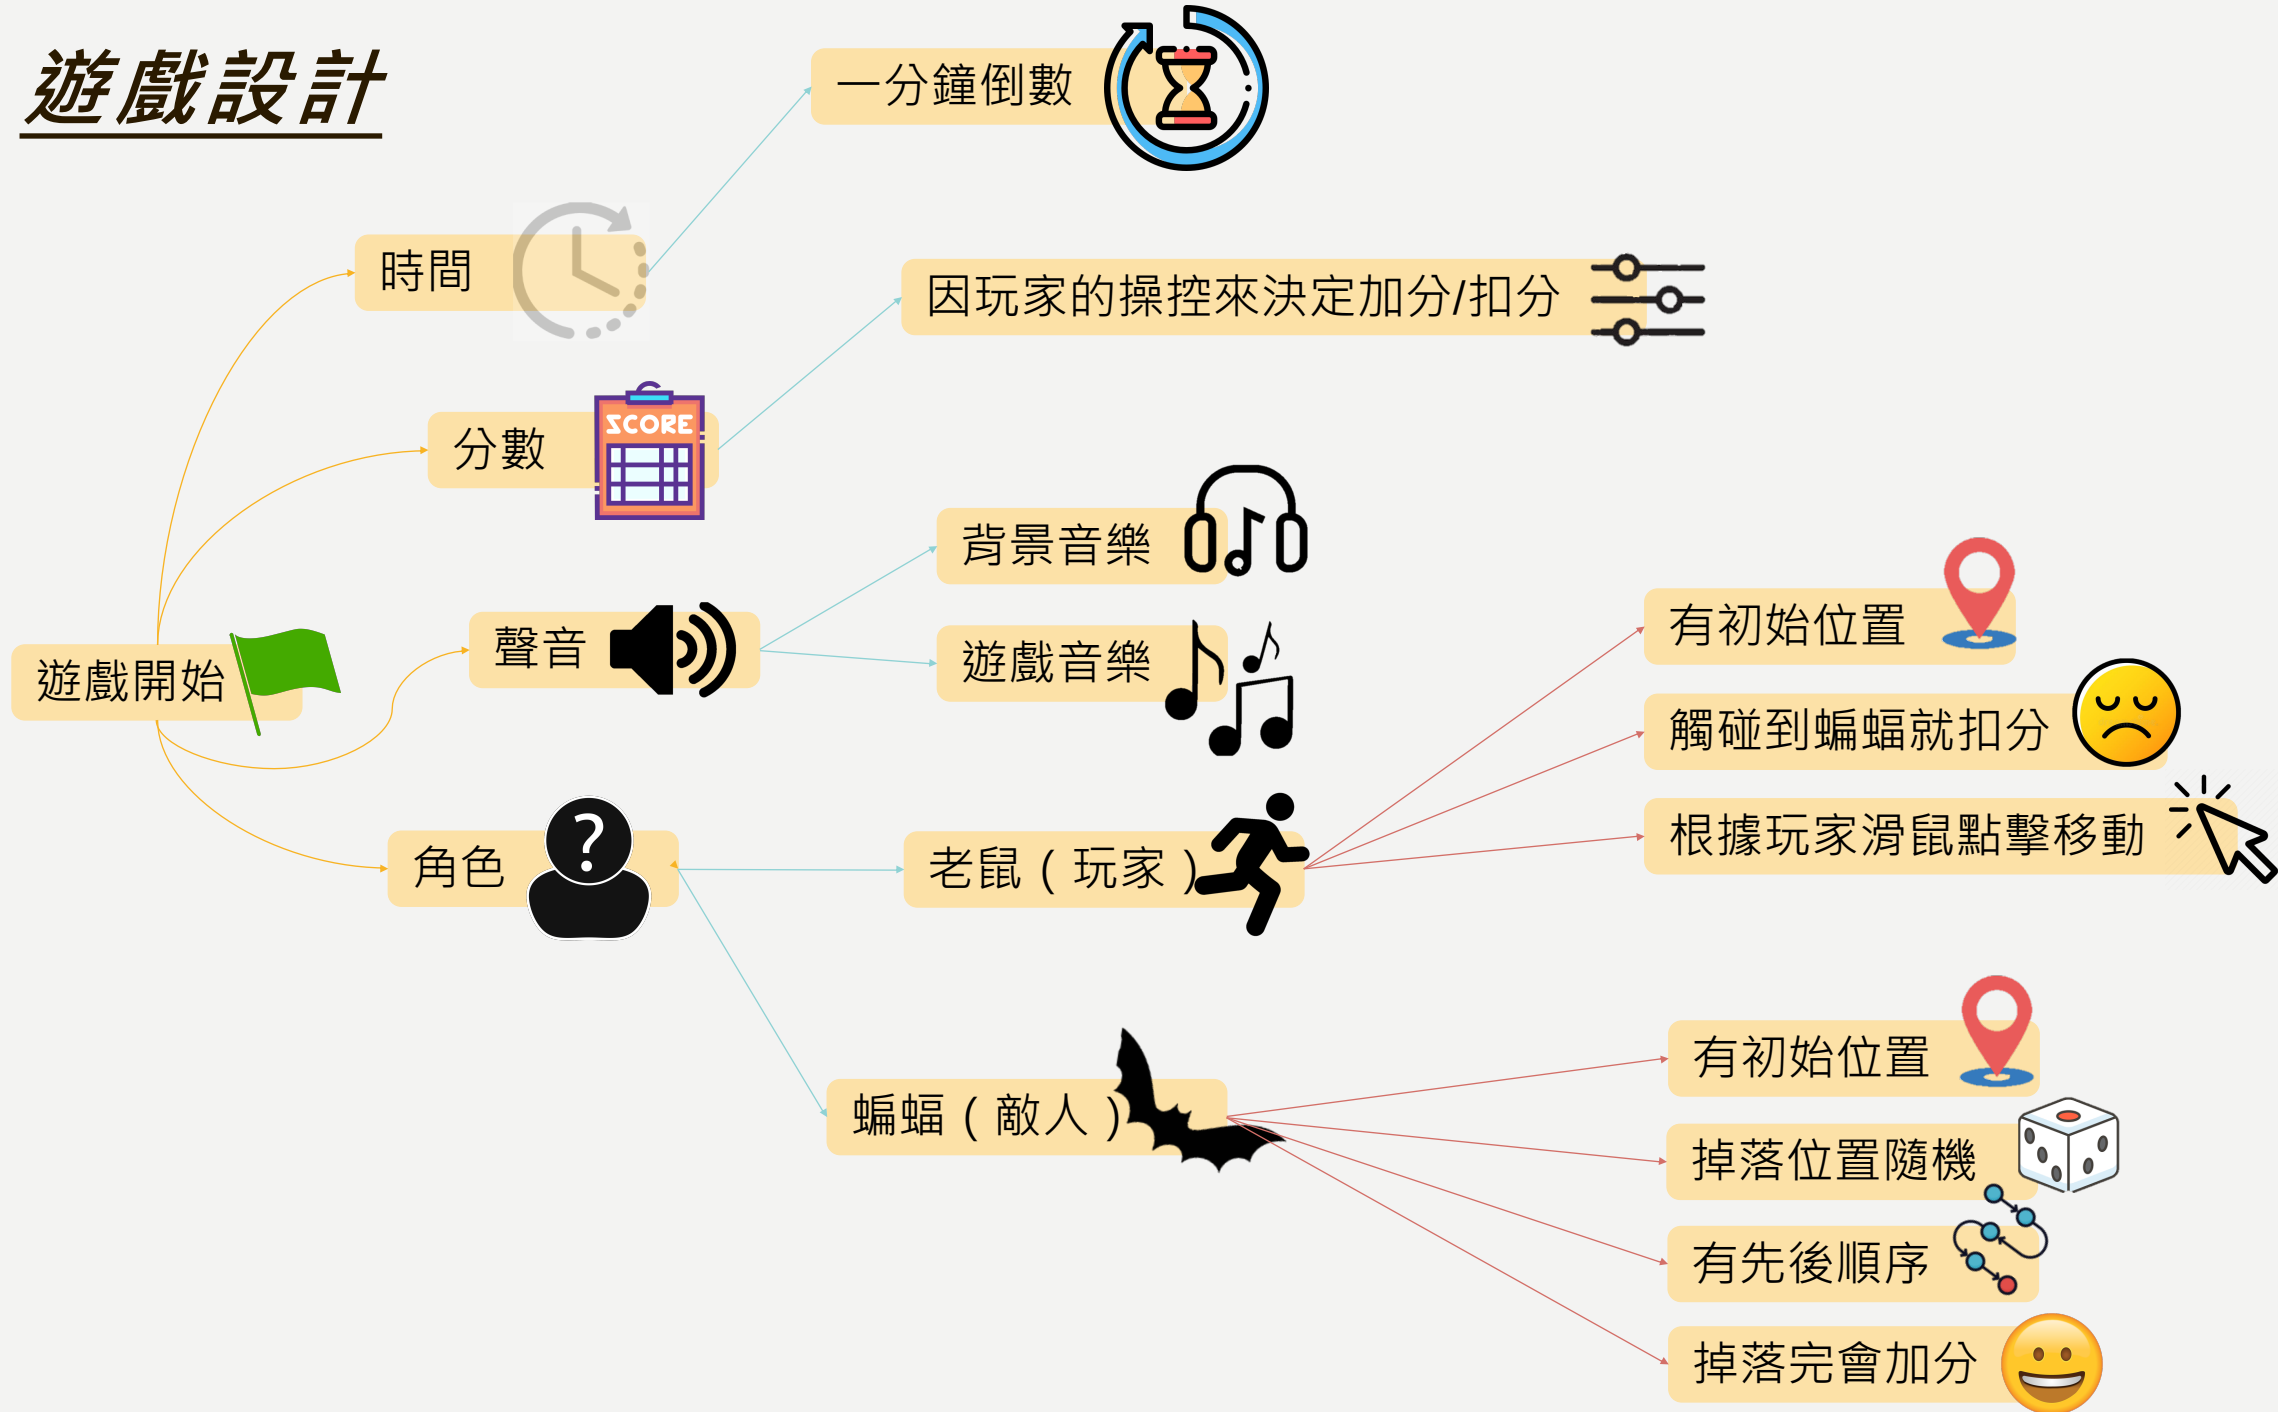 遊戲設計
一分鐘倒數
時間
因玩家的操控來決定加分/扣分
分數
SCORE
背景音樂
遊戲音樂
聲音
遊戲開始
有初始位置
觸碰到蝙蝠就扣分
根據玩家滑鼠點擊移動
角色
?
老鼠(玩家)
蝙蝠(敵人)
有初始位置
掉落位置隨機
有先後順序
掉落完會加分